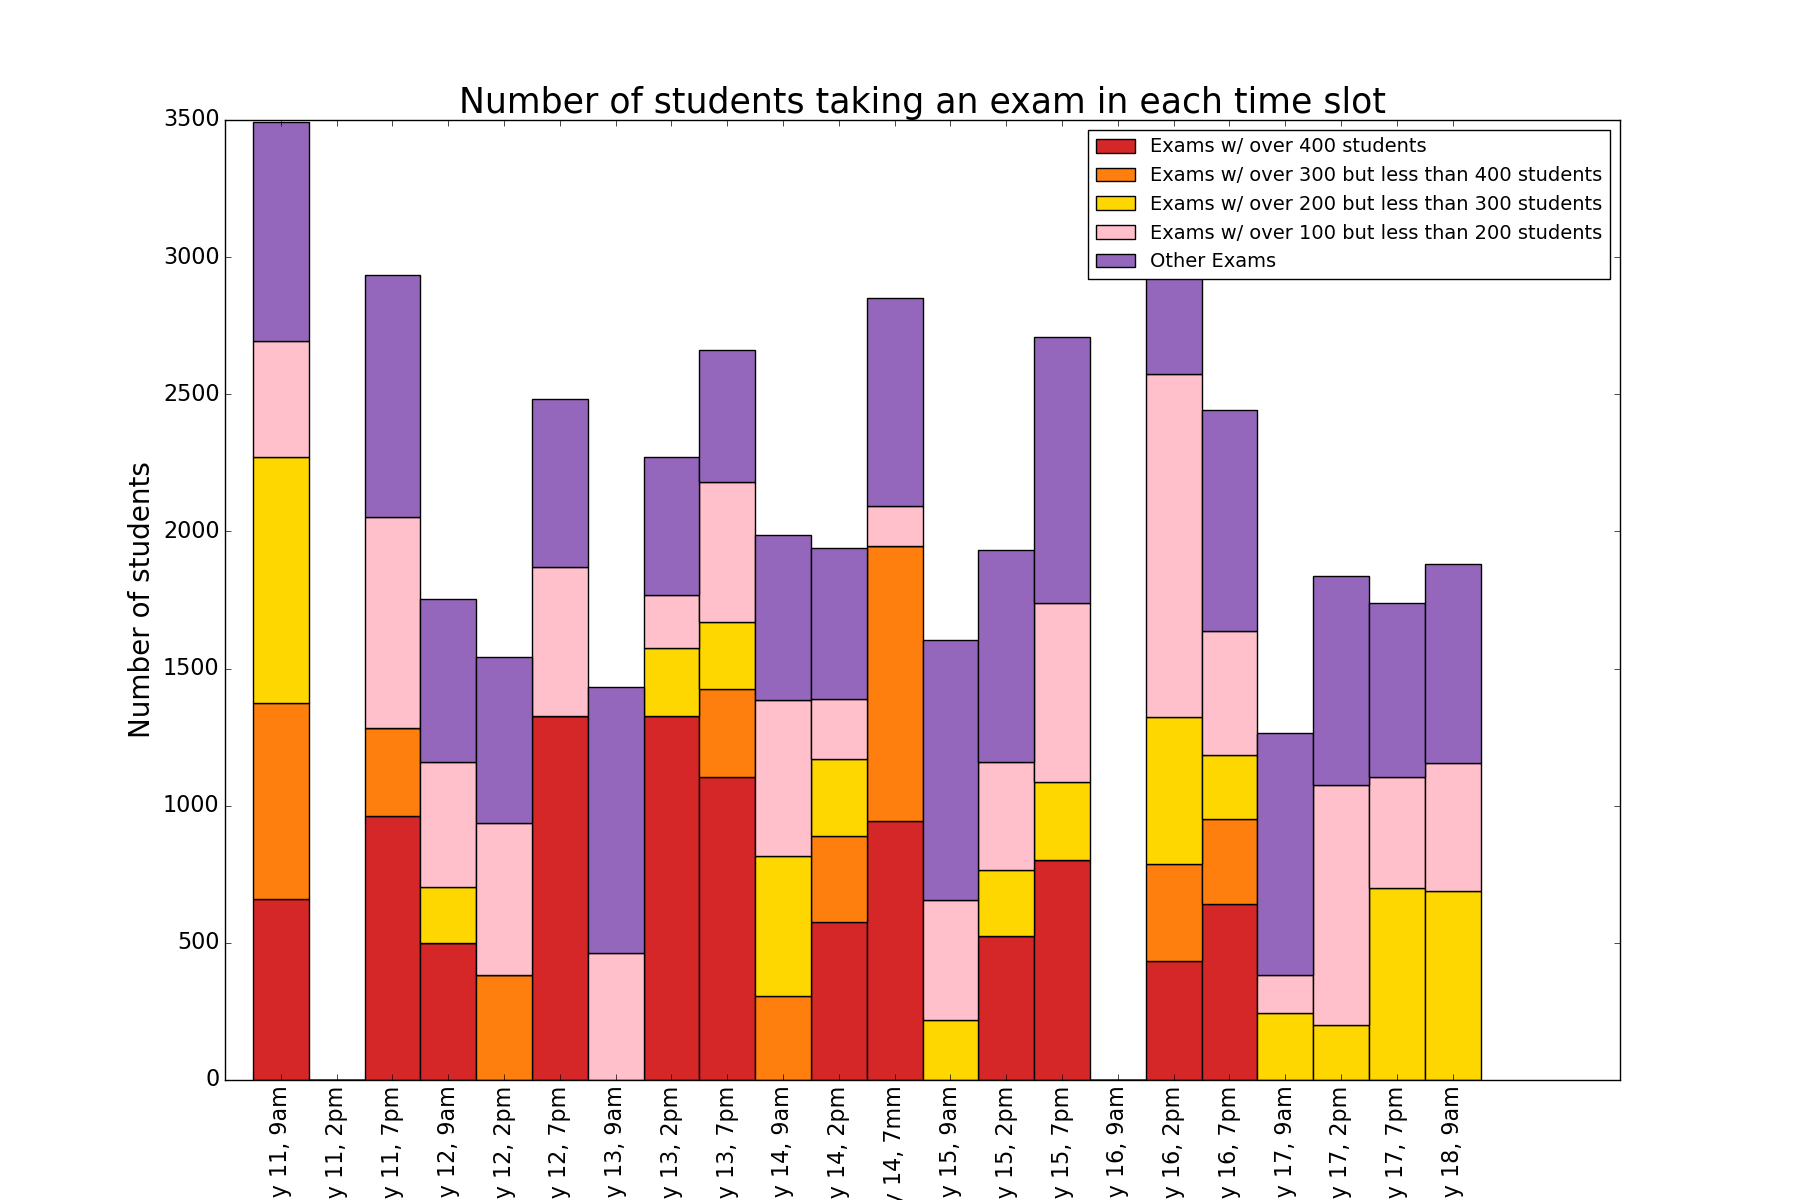 Number of students taking an exam in each time slot
Exams w/ over 400 students
Exams w/ over 300 but less than 400 students
Exams w/ over 200 but less than 300 students
Exams w/ over 100 but less than 200 students
Other Exams
Number of students
3500
3000
2500
2000
1500
1000
500
0
y 11, 9am
y 11, 2pm
y 11, 7pm
y 12, 9am
y 12, 2pm
y 12, 7pm
y 13, 9am
y 13, 2pm
y 13, 7pm
y 14, 9am
y 14, 2pm
y 14, 7mm
y 15, 9am
y 15, 2pm
y 15, 7pm
y 16, 9am
y 16, 2pm
y 16, 7pm
y 17, 9am
y 17, 2pm
y 17, 7pm
y 18, 9am